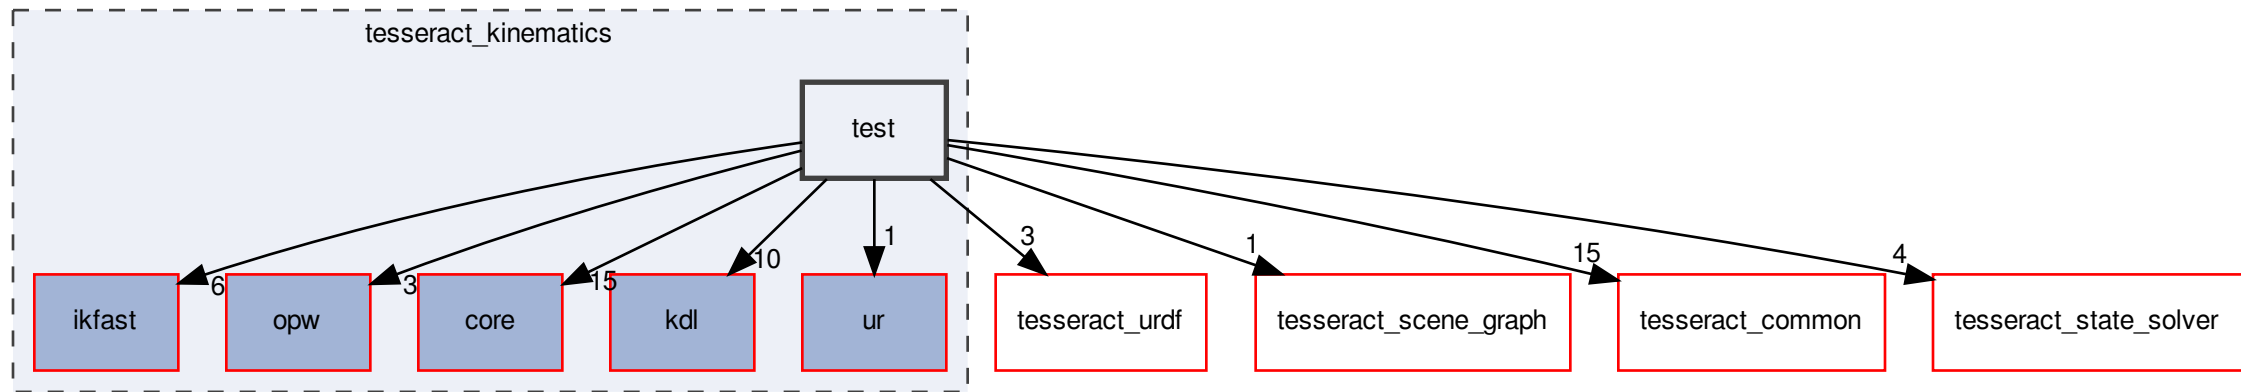 tesseract_kinematics
test
6
3
15
10
1
3
1
15
4
ikfast
opw
core
kdl
ur
tesseract_urdf
tesseract_scene_graph
tesseract_common
tesseract_state_solver